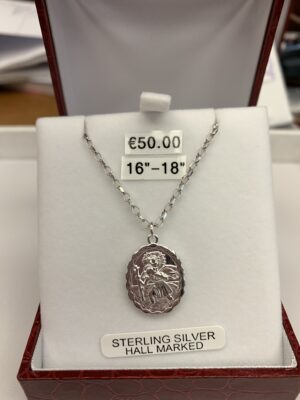 €50.00
16"-18"
STERLING SILVER
HALL MARKED